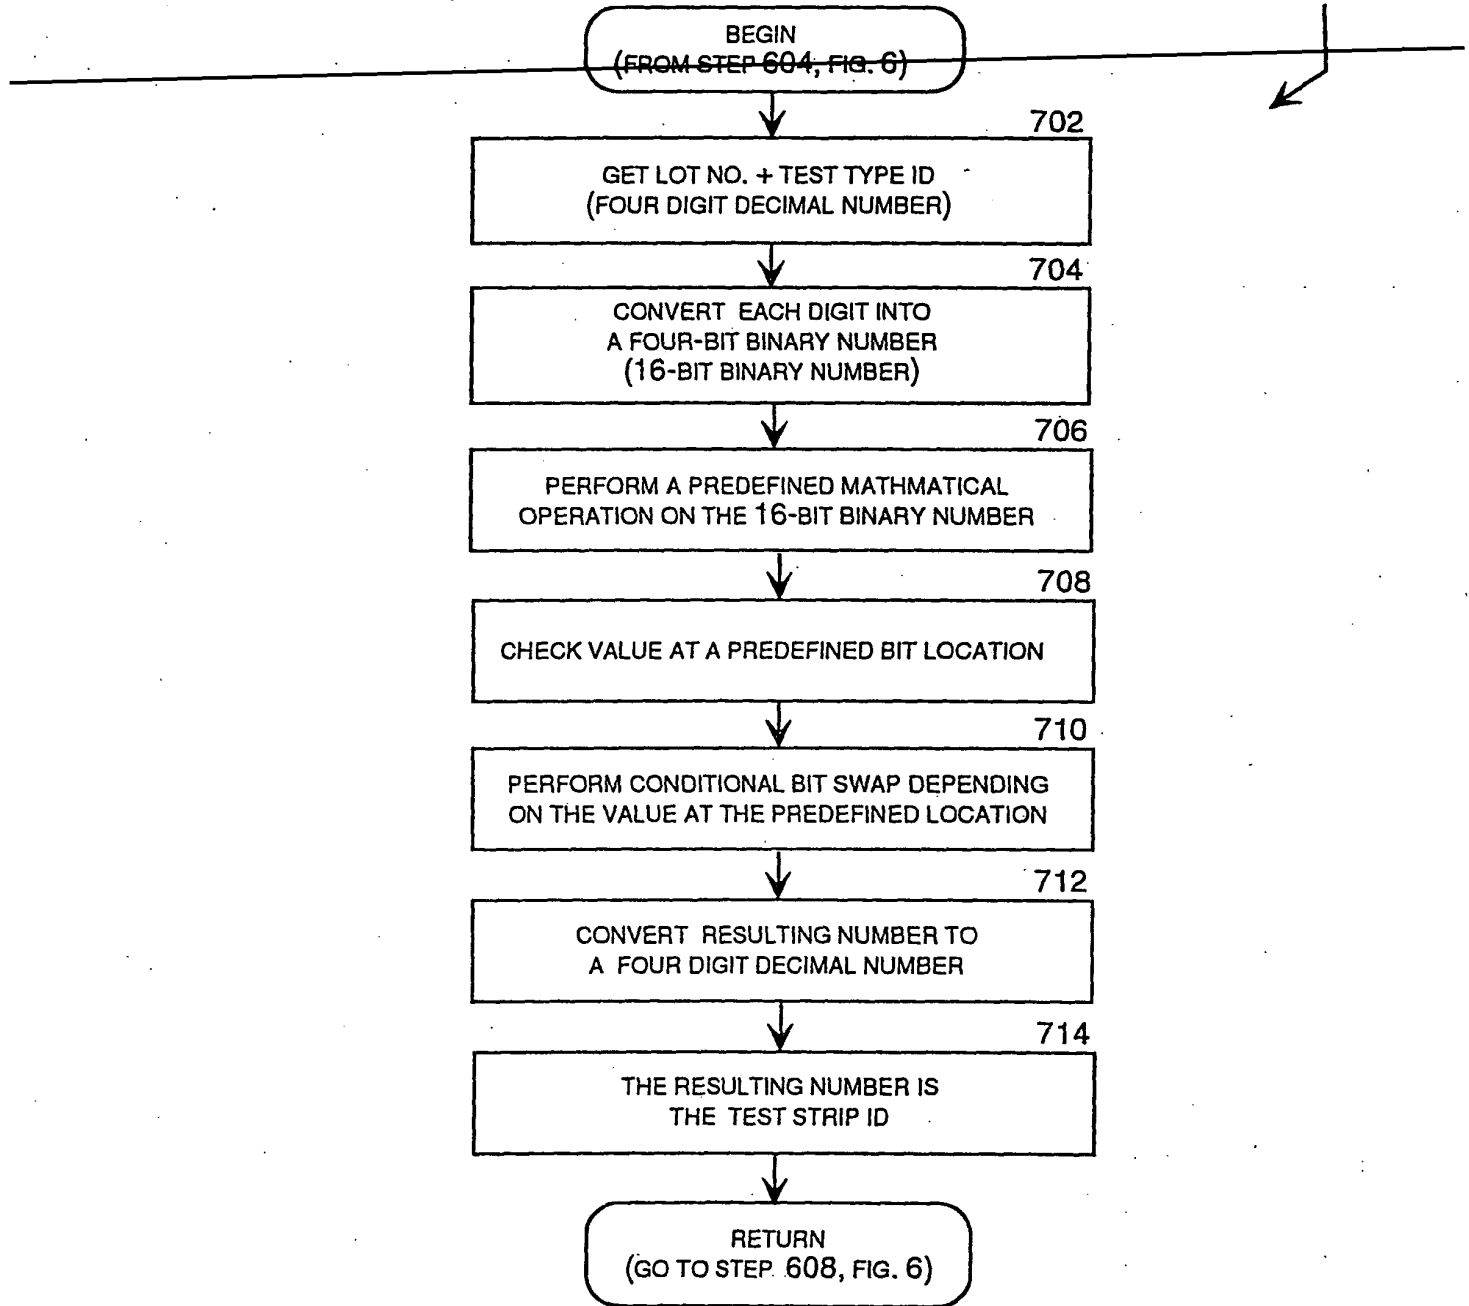 BEGIN
(FROM STEP 604, FIG. 6)
702
GET LOT NO. + TEST TYPE ID
(FOUR DIGIT DECIMAL NUMBER)
704
CONVERT EACH DIGIT INTO
A FOUR-BIT BINARY NUMBER
(16-BIT BINARY NUMBER)
706
PERFORM A PREDEFINED MATHMATICAL
OPERATION ON THE 16-BIT BINARY NUMBER
708
CHECK VALUE AT A PREDEFINED BIT LOCATION
710
PERFORM CONDITIONAL BIT SWAP DEPENDING
ON THE VALUE AT THE PREDEFINED LOCATION
712
CONVERT RESULTING NUMBER TO
A FOUR DIGIT DECIMAL NUMBER
714
THE RESULTING NUMBER IS
THE TEST STRIP ID
RETURN
(GO TO STEP 608, FIG. 6)